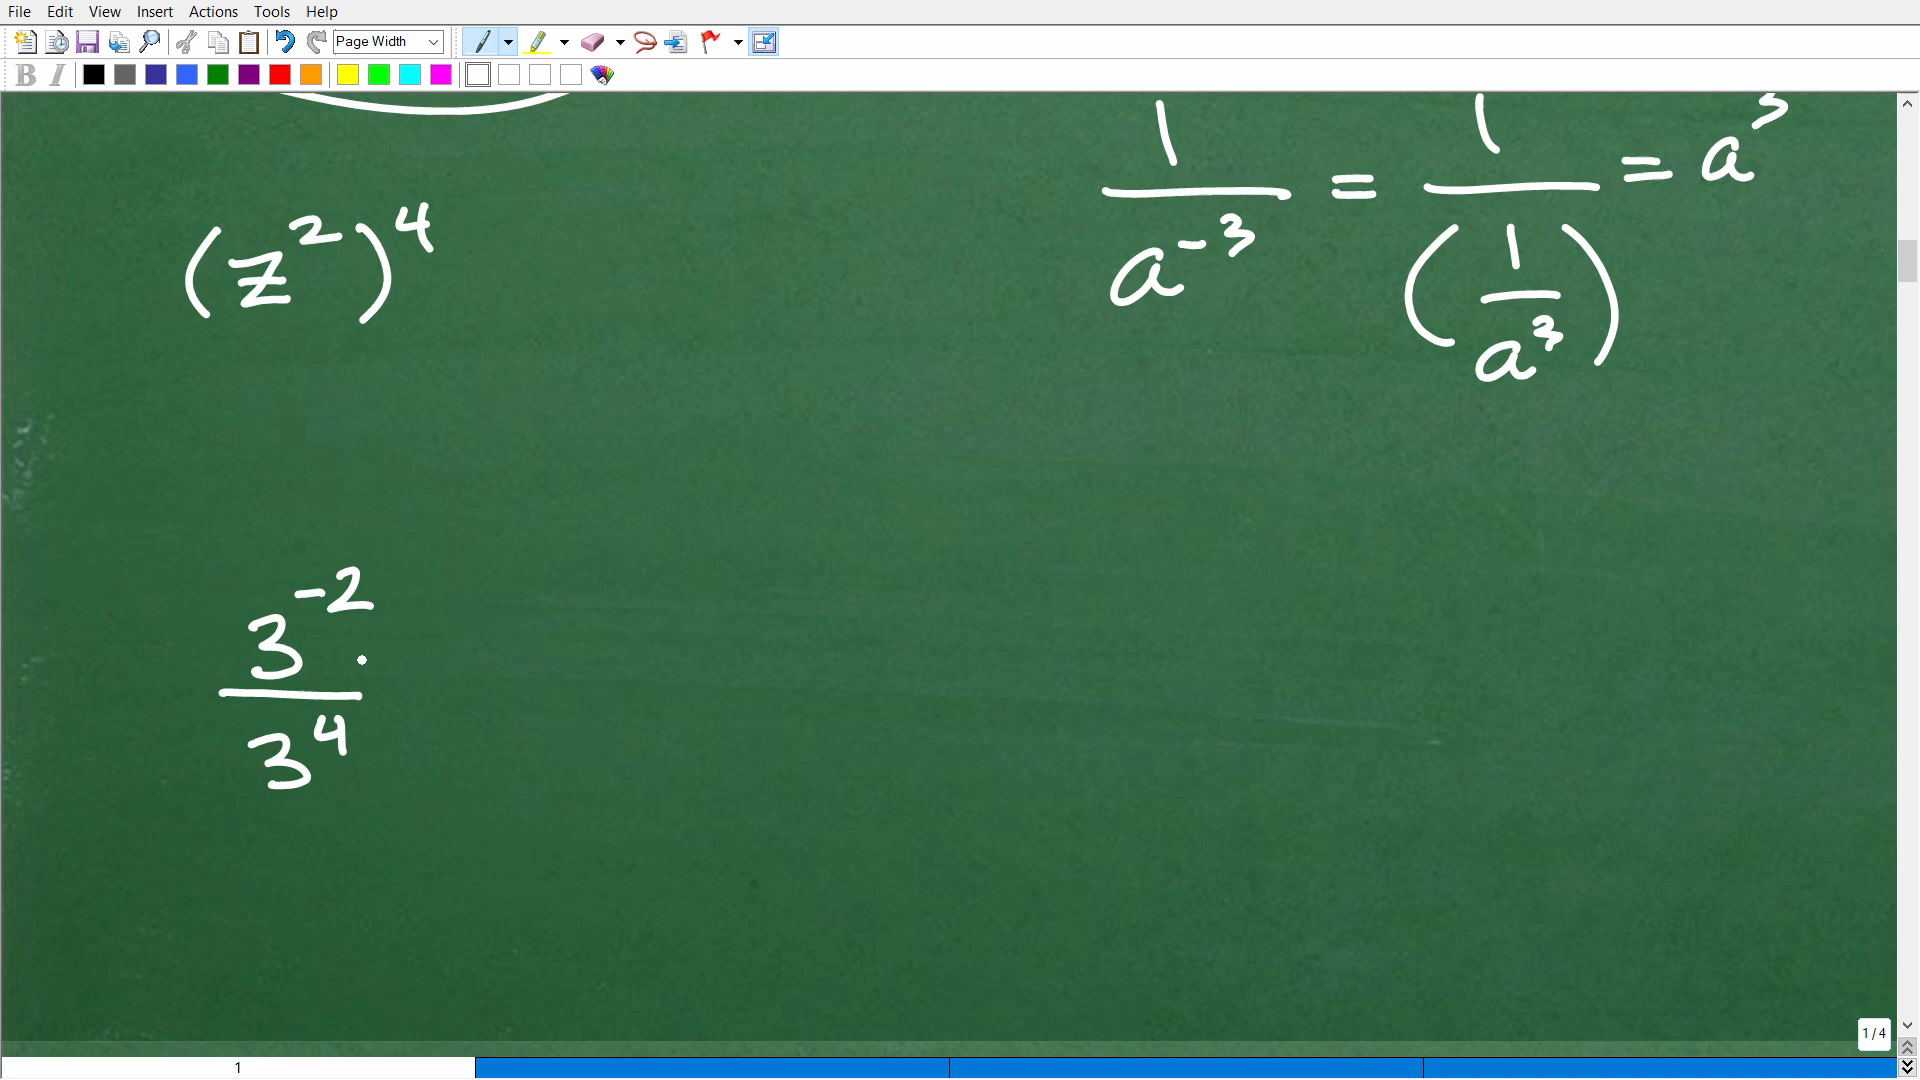 File Edit View Insert Actions Tools Help
Page Width
B I
1/a⁻³ = 1/(1/a³) = a³
(z²)⁴
3⁻²
3⁴
1/4
1